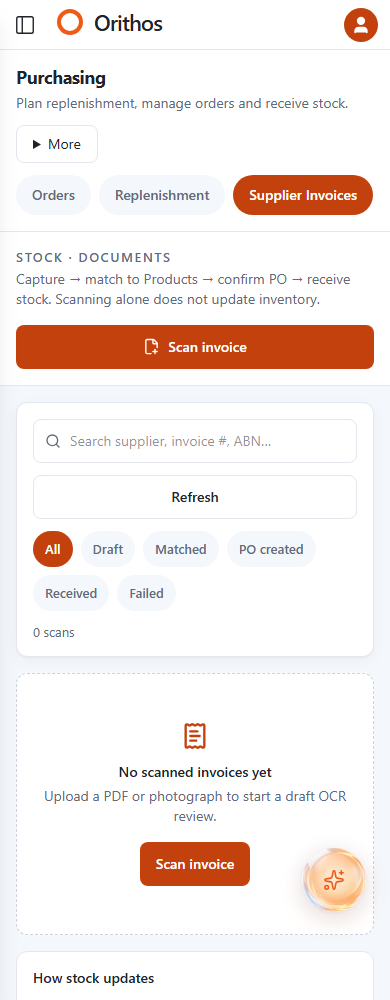 Orithos
Purchasing
Plan replenishment, manage orders and receive stock.
More
Orders
Replenishment
Supplier Invoices
STOCK · DOCUMENTS
Capture → match to Products → confirm PO → receive
stock. Scanning alone does not update inventory.
Scan invoice
Search supplier, invoice #, ABN...
Refresh
All
Draft
Matched
PO created
Received
Failed
0 scans
No scanned invoices yet
Upload a PDF or photograph to start a draft OCR
review.
Scan invoice
How stock updates